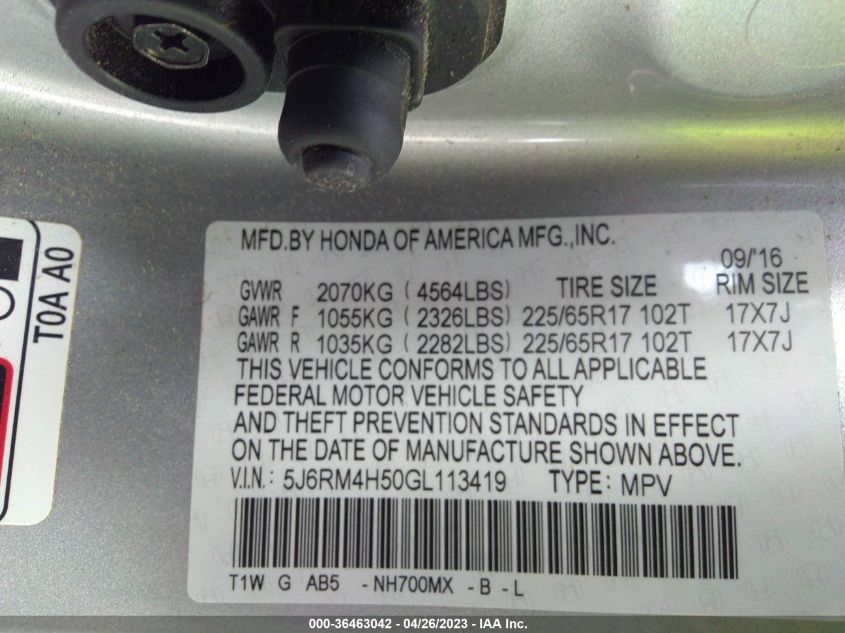 T0A A0
MFD.BY HONDA OF AMERICA MFG.,INC.
09/'16
GVWR 2070KG ( 4564LBS) TIRE SIZE RIM SIZE
GAWR F 1055KG ( 2326LBS) 225/65R17 102T 17X7J
GAWR R 1035KG ( 2282LBS) 225/65R17 102T 17X7J
THIS VEHICLE CONFORMS TO ALL APPLICABLE
FEDERAL MOTOR VEHICLE SAFETY
AND THEFT PREVENTION STANDARDS IN EFFECT
ON THE DATE OF MANUFACTURE SHOWN ABOVE.
V.I.N.: 5J6RM4H50GL113419 TYPE: MPV
T1W G AB5 -NH700MX -B - L
000-36463042 - 04/26/2023 - IAA Inc.